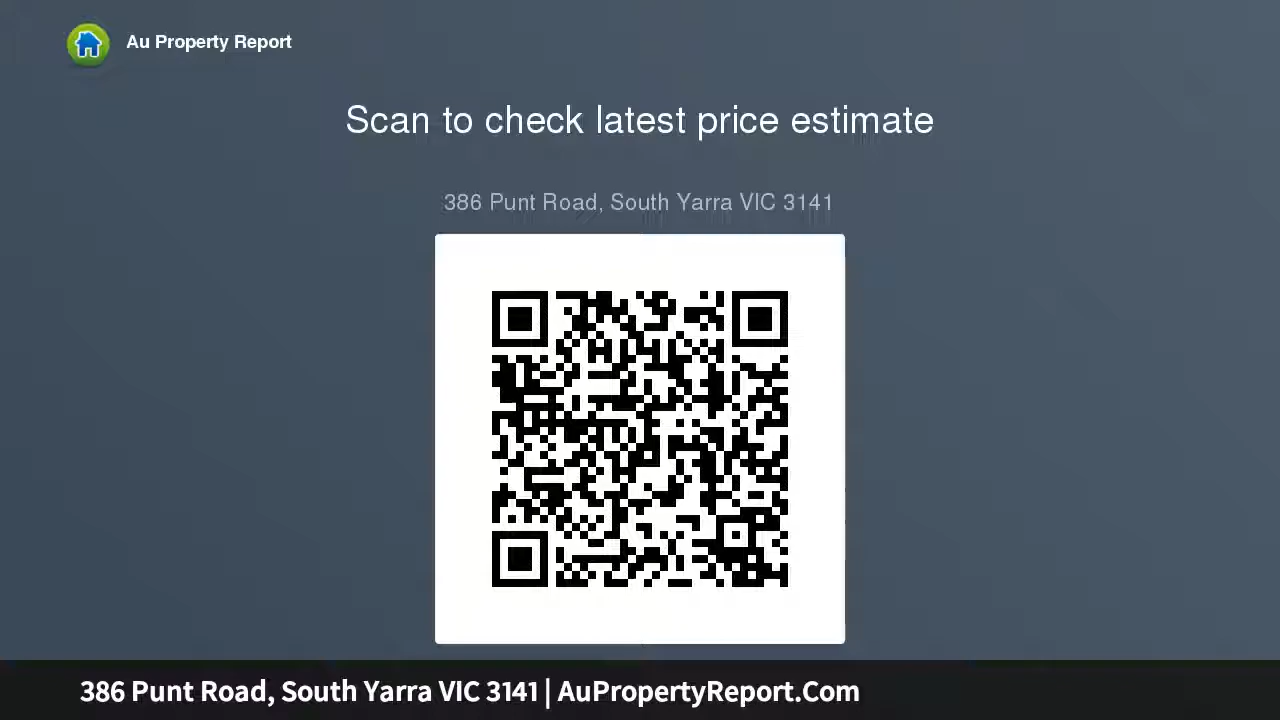 Au Property Report
Scan to check latest price estimate
386 Punt Road, South Yarra VIC 3141
386 Punt Road, South Yarra VIC 3141 | AuPropertyReport.Com